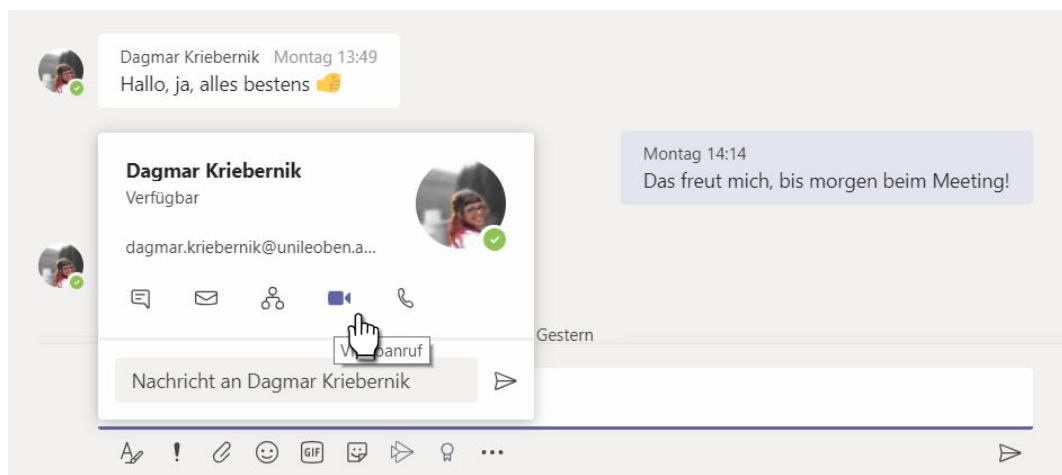 Dagmar Kriebernik Montag 13:49
Hallo, ja, alles bestens
Montag 14:14
Das freut mich, bis morgen beim Meeting!
Dagmar Kriebernik
Verfügbar
dagmar.kriebernik@unileoben.a...
Gestern
anruf
Nachricht an Dagmar Kriebernik
GIF